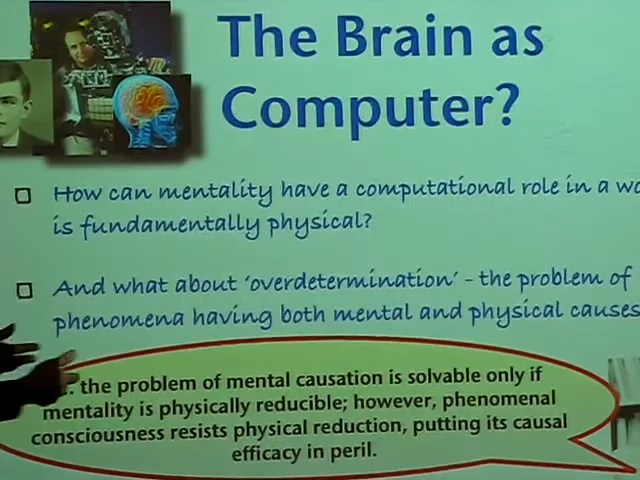 The Brain as
Computer?
How can mentality have a computational role in a
is fundamentally physical?
And what about 'overdetermination' - the problem of
phenomena having both mental and physical causes
the problem of mental causation is solvable only if
mentality is physically reducible; however, phenomenal
consciousness resists physical reduction, putting its causal
efficacy in peril.